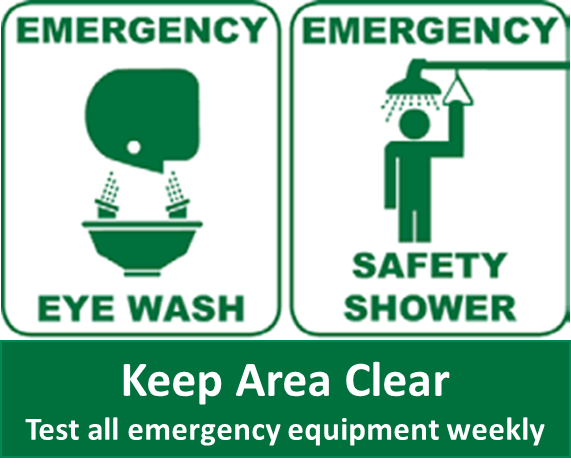 EMERGENCY
EYE WASH
EMERGENCY
SAFETY
SHOWER
Keep Area Clear
Test all emergency equipment weekly